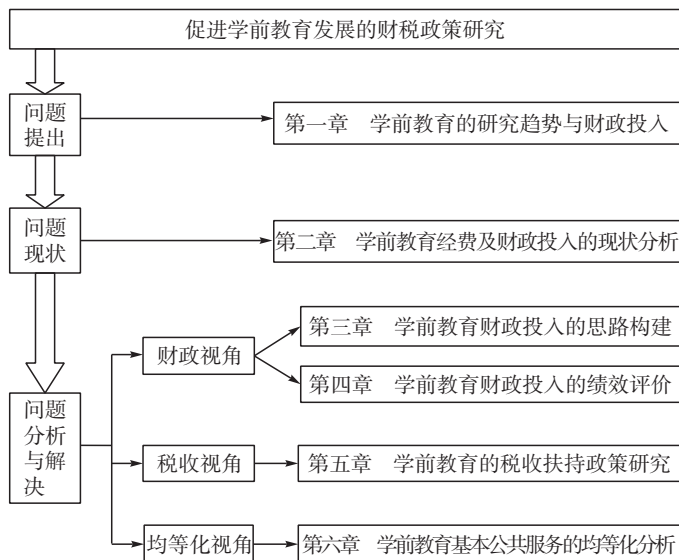 促进学前教育发展的财税政策研究
问题
提出
第一章　学前教育的研究趋势与财政投入
问题
现状
第二章　学前教育经费及财政投入的现状分析
问题
分析
与解
决
财政视角
第三章　学前教育财政投入的思路构建
第四章　学前教育财政投入的绩效评价
税收视角
第五章　学前教育的税收扶持政策研究
均等化视角
第六章　学前教育基本公共服务的均等化分析